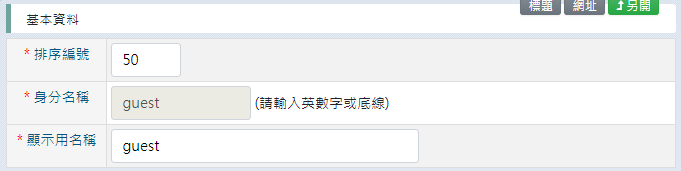 標題 網址 另開
基本資料
* 排序編號 50
* 身分名稱 guest (請輸入英數字或底線)
* 顯示用名稱 guest